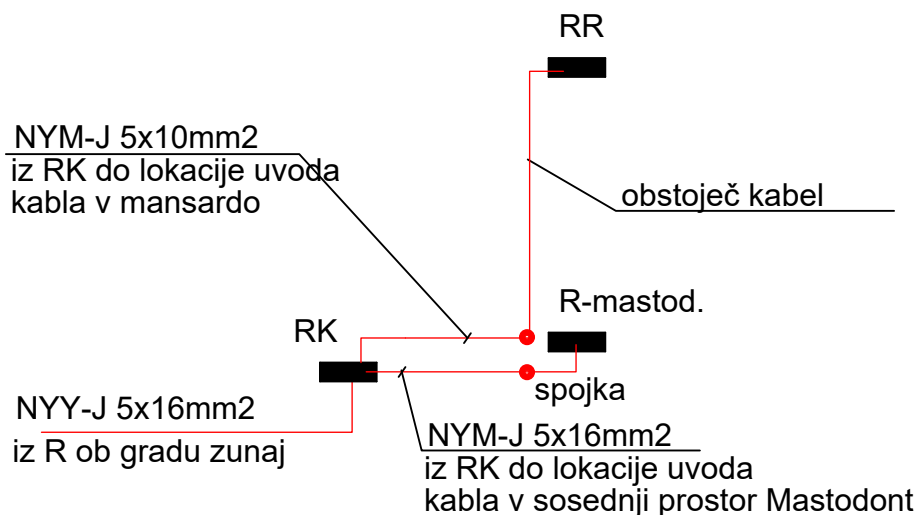 RR
NYM-J 5x10mm2
iz RK do lokacije uvoda
kabla v mansardo
obstoječ kabel
R-mastod.
RK
spojka
NYY-J 5x16mm2
iz R ob gradu zunaj
NYM-J 5x16mm2
iz RK do lokacije uvoda
kabla v sosednji prostor Mastodont